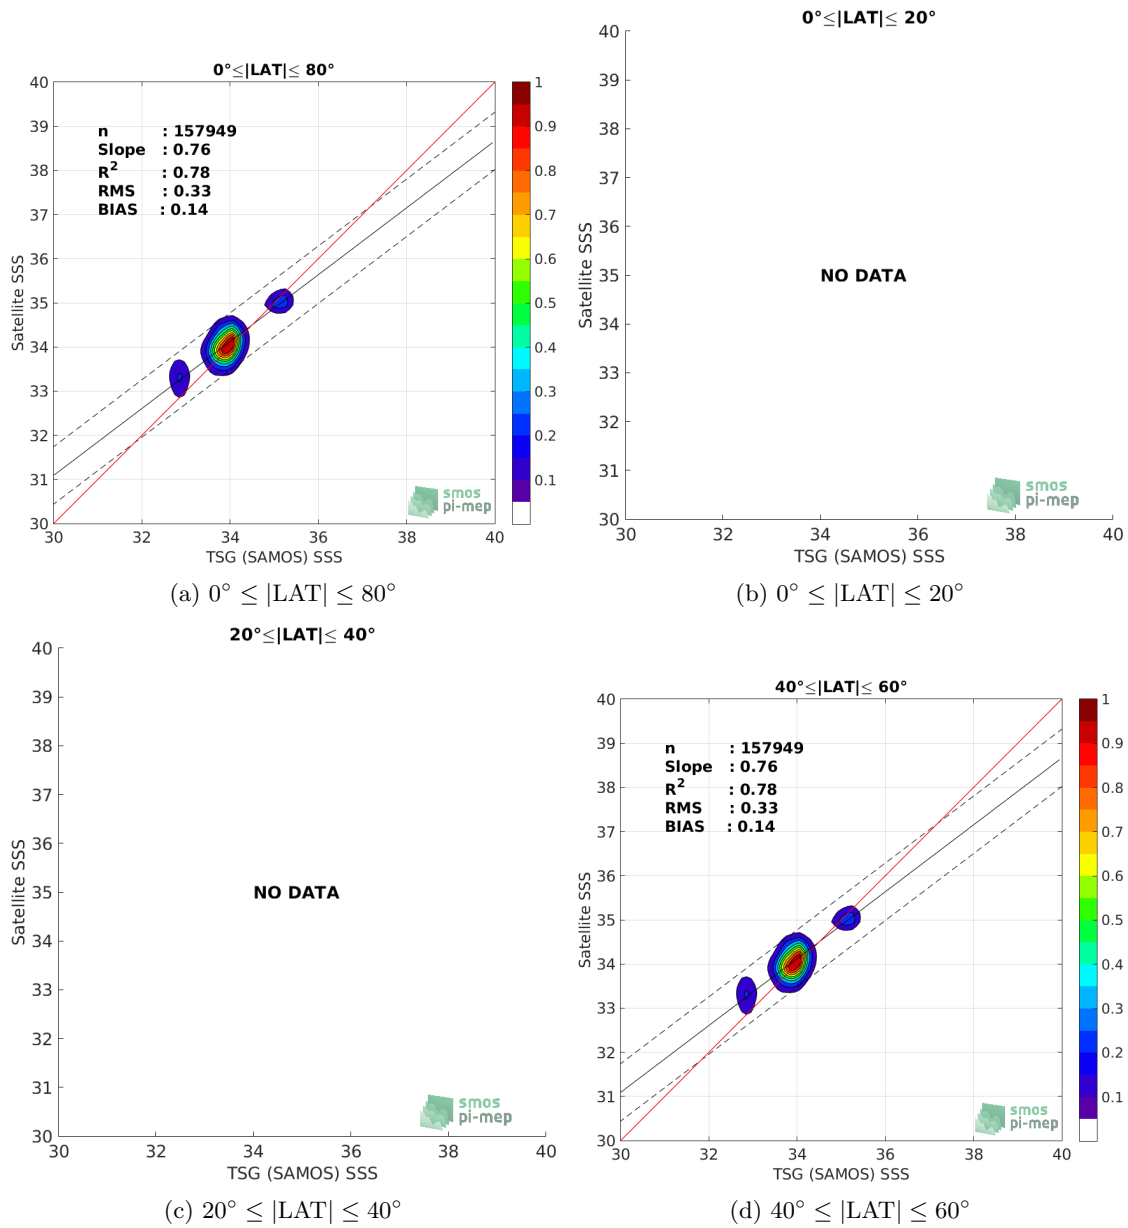 0°≤|LAT|≤ 80°
40
39
38
37
36
35
34
33
32
31
30
n : 157949
Slope : 0.76
R² : 0.78
RMS : 0.33
BIAS : 0.14
Satellite SSS
30 32 34 36 38 40
TSG (SAMOS) SSS
1
0.9
0.8
0.7
0.6
0.5
0.4
0.3
0.2
0.1
smos
pi-mep
(a) 0° ≤ |LAT| ≤ 80°
0°≤|LAT|≤ 20°
40
39
38
37
36
35
34
33
32
31
30
Satellite SSS
NO DATA
smos
pi-mep
30 32 34 36 38 40
TSG (SAMOS) SSS
(b) 0° ≤ |LAT| ≤ 20°
20°≤|LAT|≤ 40°
40
39
38
37
36
35
34
33
32
31
30
Satellite SSS
NO DATA
smos
pi-mep
30 32 34 36 38 40
TSG (SAMOS) SSS
(c) 20° ≤ |LAT| ≤ 40°
40°≤|LAT|≤ 60°
40
39
38
37
36
35
34
33
32
31
30
n : 157949
Slope : 0.76
R² : 0.78
RMS : 0.33
BIAS : 0.14
Satellite SSS
30 32 34 36 38 40
TSG (SAMOS) SSS
1
0.9
0.8
0.7
0.6
0.5
0.4
0.3
0.2
0.1
smos
pi-mep
(d) 40° ≤ |LAT| ≤ 60°